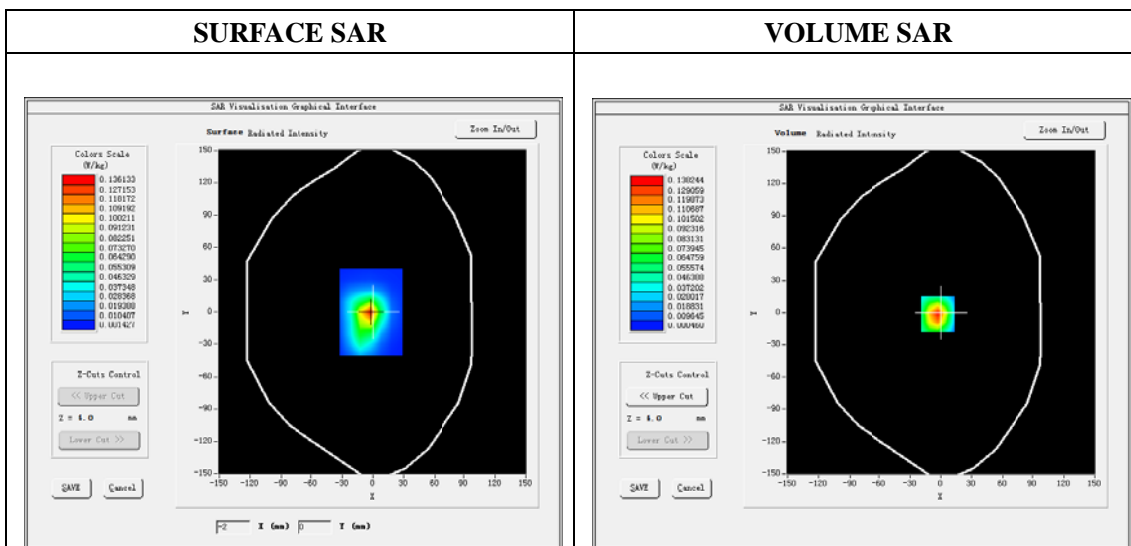 SURFACE SAR
SAR Visualisation Graphical Interface
Surface Radiated Intensity
Zoom In/Out
Colors Scale
(W/kg)
0.136133
0.127153
0.118172
0.109192
0.100211
0.091231
0.082251
0.073270
0.064290
0.055309
0.046329
0.037348
0.028368
0.019388
0.010407
0.001427
Z-Cuts Control
<< Upper Cut
Z = 4.0 mm
Lower Cut >>
SAVE Cancel
150
120
90
60
30
0
-30
-60
-90
-120
-150
Y
-150 -120 -90 -60 -30 0 30 60 90 120 150
X
-2 X (mm) 0 Y (mm)
VOLUME SAR
SAR Visualisation Graphical Interface
Volume Radiated Intensity
Zoom In/Out
Colors Scale
(W/kg)
0.138244
0.129059
0.119873
0.110687
0.101502
0.092316
0.083131
0.073945
0.064759
0.055574
0.046388
0.037202
0.028017
0.018831
0.009645
0.000460
Z-Cuts Control
<< Upper Cut
Z = 4.0 mm
Lower Cut >>
SAVE Cancel
150
120
90
60
30
0
-30
-60
-90
-120
-150
Y
-150 -120 -90 -60 -30 0 30 60 90 120 150
X